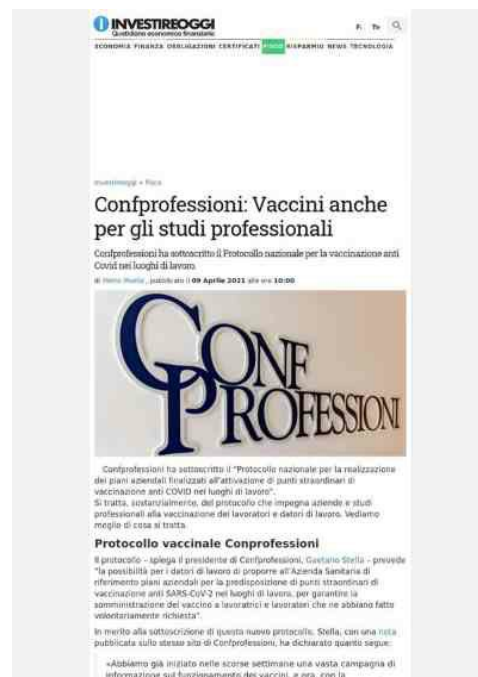 INVESTIREOGGI
Quotidiano economico finanziario
ECONOMIA FINANZA OBBLIGAZIONI CERTIFICATI FISCO RISPARMIO NEWS TECNOLOGIA
Investireoggi » Fisco
Confprofessioni: Vaccini anche
per gli studi professionali
Confprofessioni ha sottoscritto il Protocollo nazionale per la vaccinazione anti
Covid nei luoghi di lavoro.
di , pubblicato il 09 Aprile 2021 alle ore 10:00
CONF
PROFESSIONI
Confprofessioni ha sottoscritto il "Protocollo nazionale per la realizzazione
dei piani aziendali finalizzati all'attivazione di punti straordinari di
vaccinazione anti COVID nei luoghi di lavoro".
Si tratta, sostanzialmente, del protocollo che impegna aziende e studi
professionali alla vaccinazione dei lavoratori e datori di lavoro. Vediamo
meglio di cosa si tratta.
Protocollo vaccinale Conprofessioni
Il protocollo – spiega il presidente di Confprofessioni, Gaetano Stella – prevede
"la possibilità per i datori di lavoro di proporre all'Azienda Sanitaria di
riferimento piani aziendali per la predisposizione di punti straordinari di
vaccinazione anti SARS-CoV-2 nei luoghi di lavoro, per garantire la
somministrazione del vaccino a lavoratrici e lavoratori che ne abbiano fatto
volontariamente richiesta".
In merito alla sottoscrizione di questo nuovo protocollo, Stella, con una nota
pubblicata sullo stesso sito di Confprofessioni, ha dichiarato quanto segue:
«Abbiamo già iniziato nelle scorse settimane una vasta campagna di
informazione sul funzionamento dei vaccini, e ora, con la